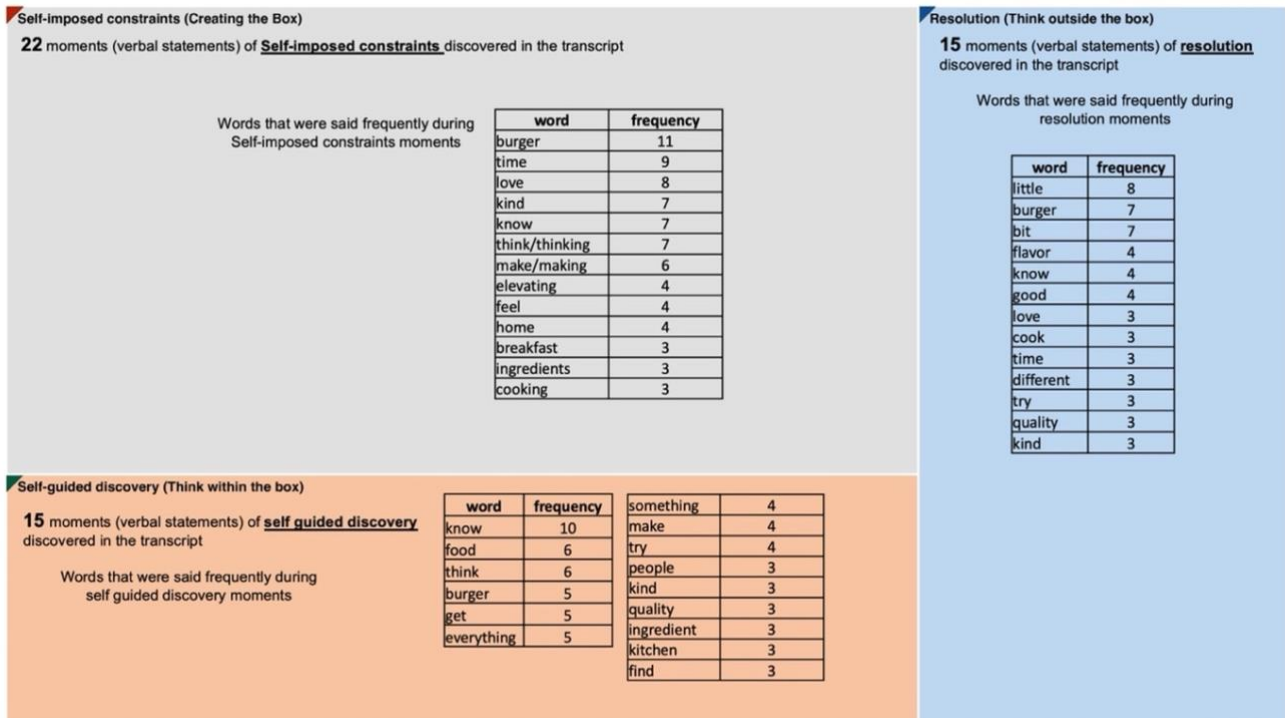 Self-imposed constraints (Creating the Box)
22 moments (verbal statements) of Self-imposed constraints discovered in the transcript
Words that were said frequently during
Self-imposed constraints moments
word frequency
burger 11
time 9
love 8
kind 7
know 7
think/thinking 7
make/making 6
elevating 4
feel 4
home 4
breakfast 3
ingredients 3
cooking 3
Resolution (Think outside the box)
15 moments (verbal statements) of resolution
discovered in the transcript
Words that were said frequently during
resolution moments
word frequency
little 8
burger 7
bit 7
flavor 4
know 4
good 4
love 3
cook 3
time 3
different 3
try 3
quality 3
kind 3
Self-guided discovery (Think within the box)
15 moments (verbal statements) of self guided discovery
discovered in the transcript
Words that were said frequently during
self guided discovery moments
word frequency
know 10
food 6
think 6
burger 5
get 5
everything 5
something 4
make 4
try 4
people 3
kind 3
quality 3
ingredient 3
kitchen 3
find 3